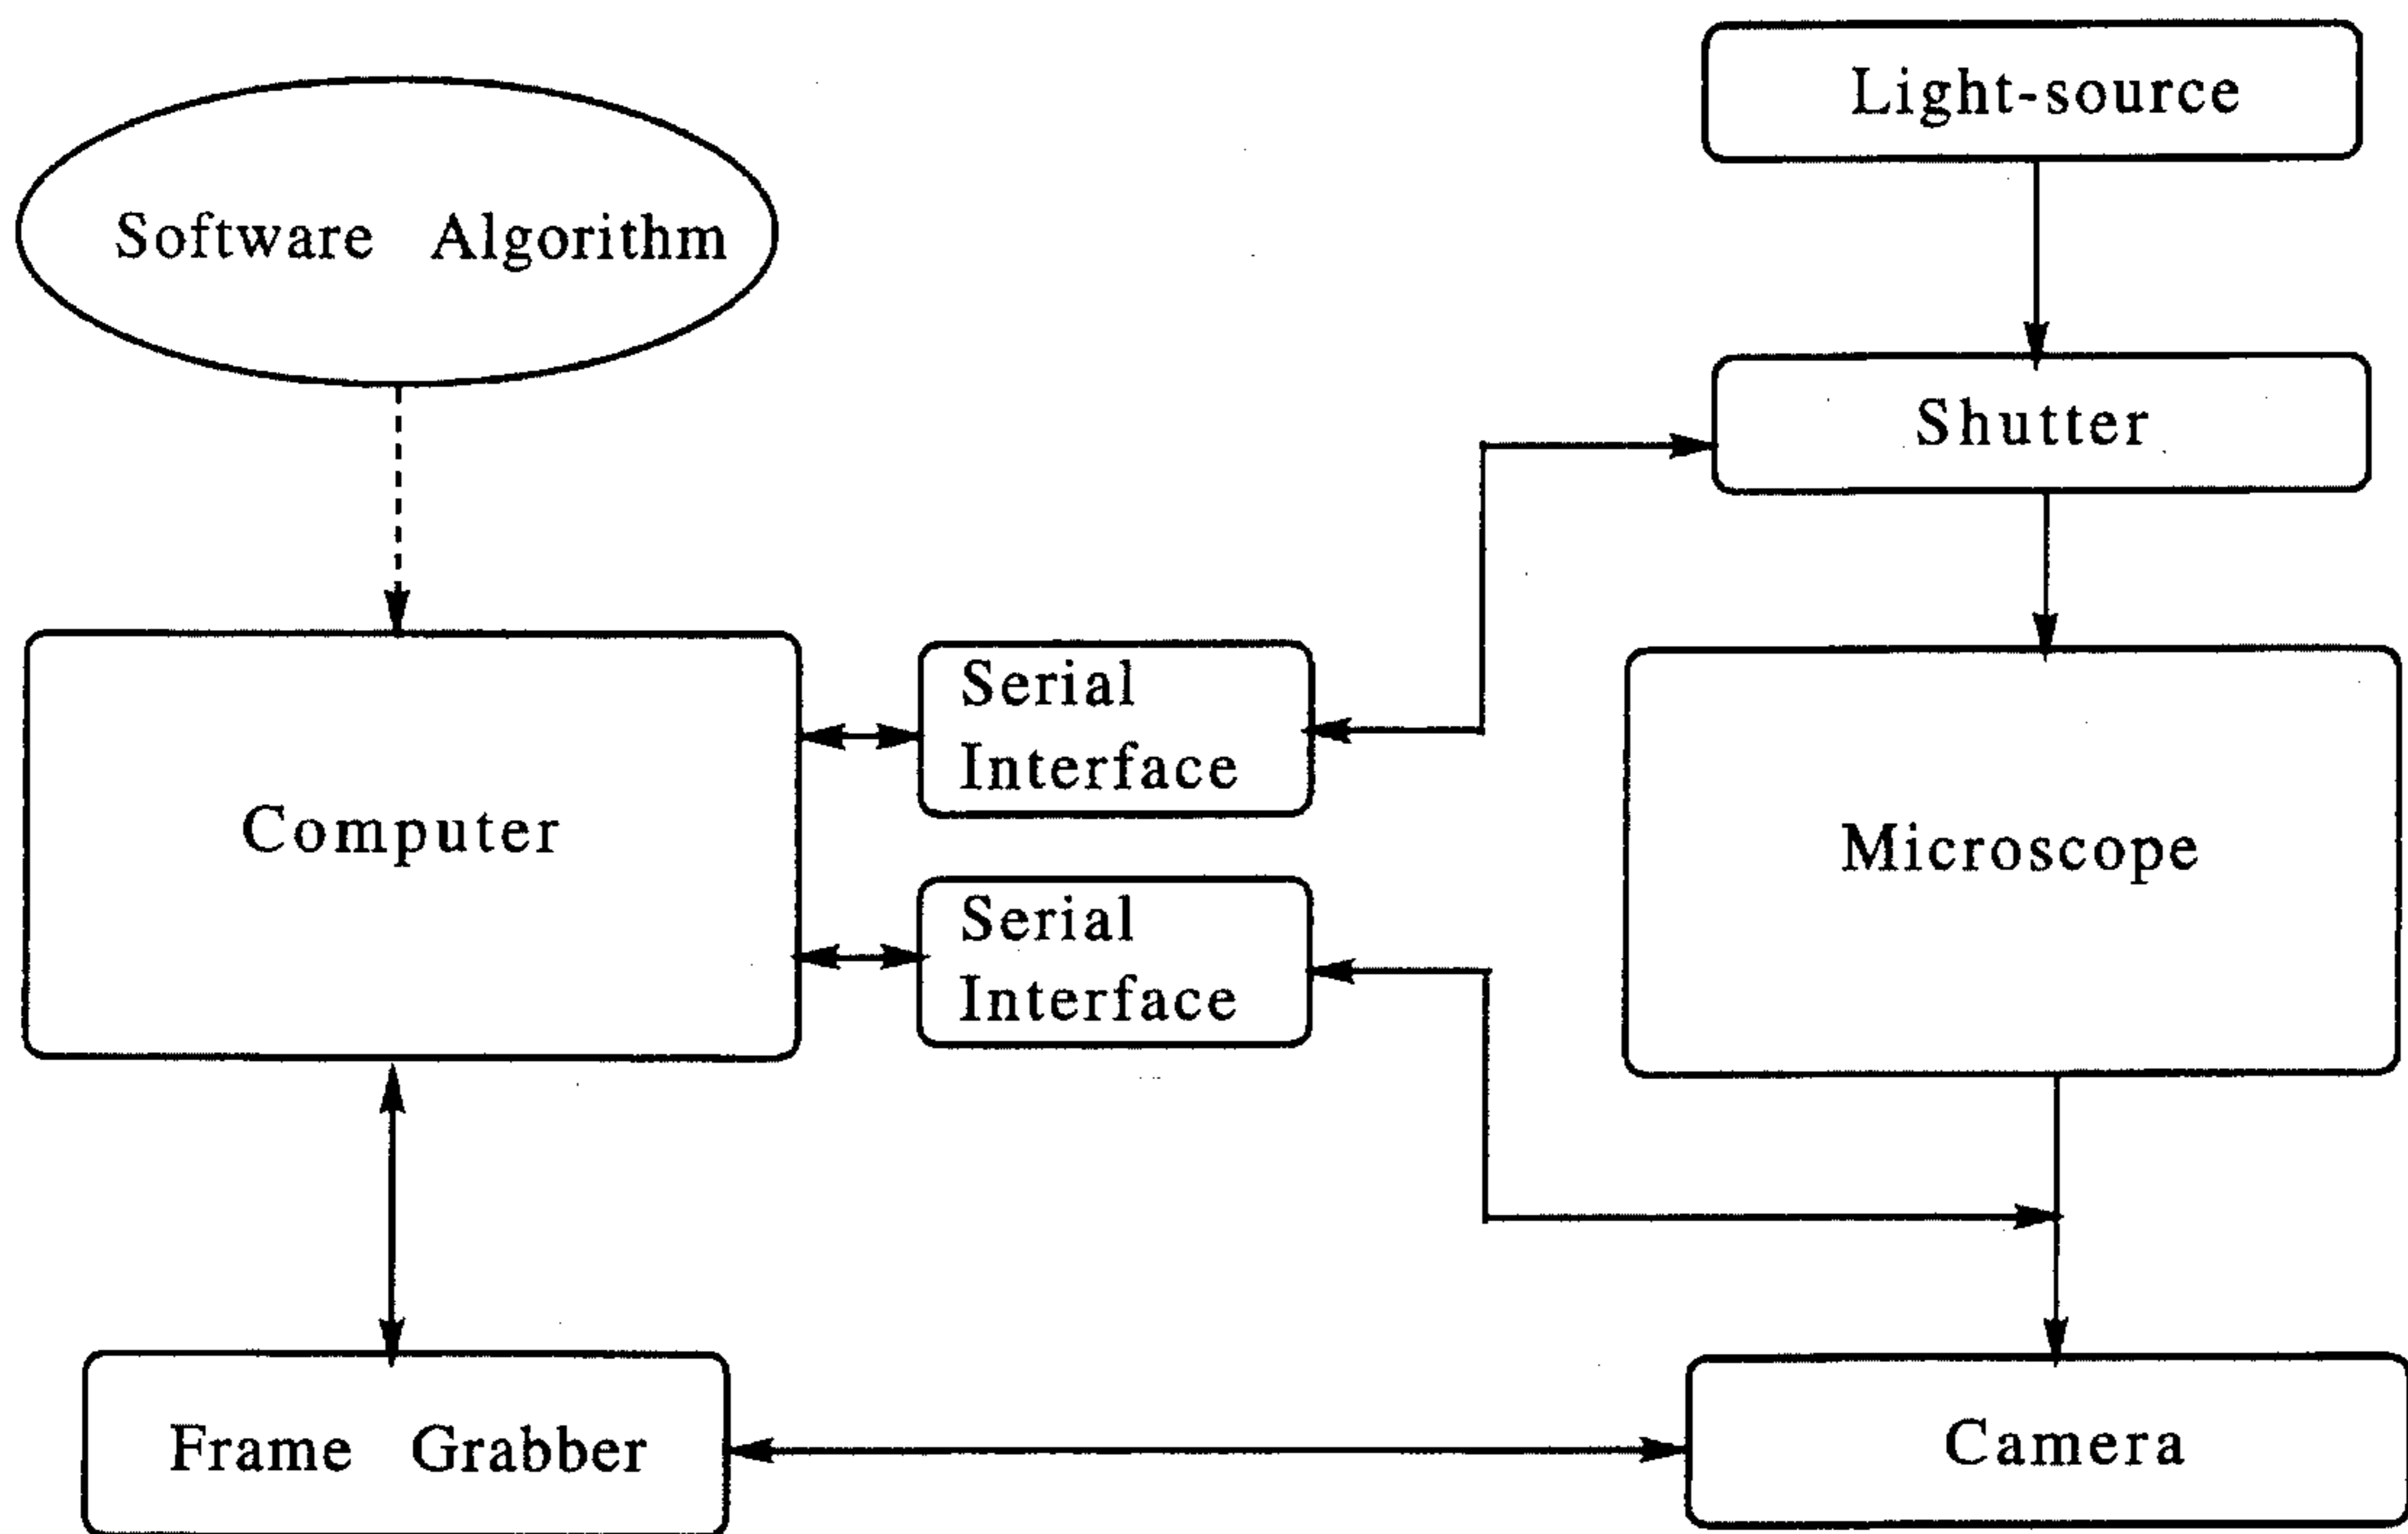 Light-source
Software Algorithm
Shutter
Serial
Interface
Computer
Microscope
Serial
Interface
Frame Grabber
Camera